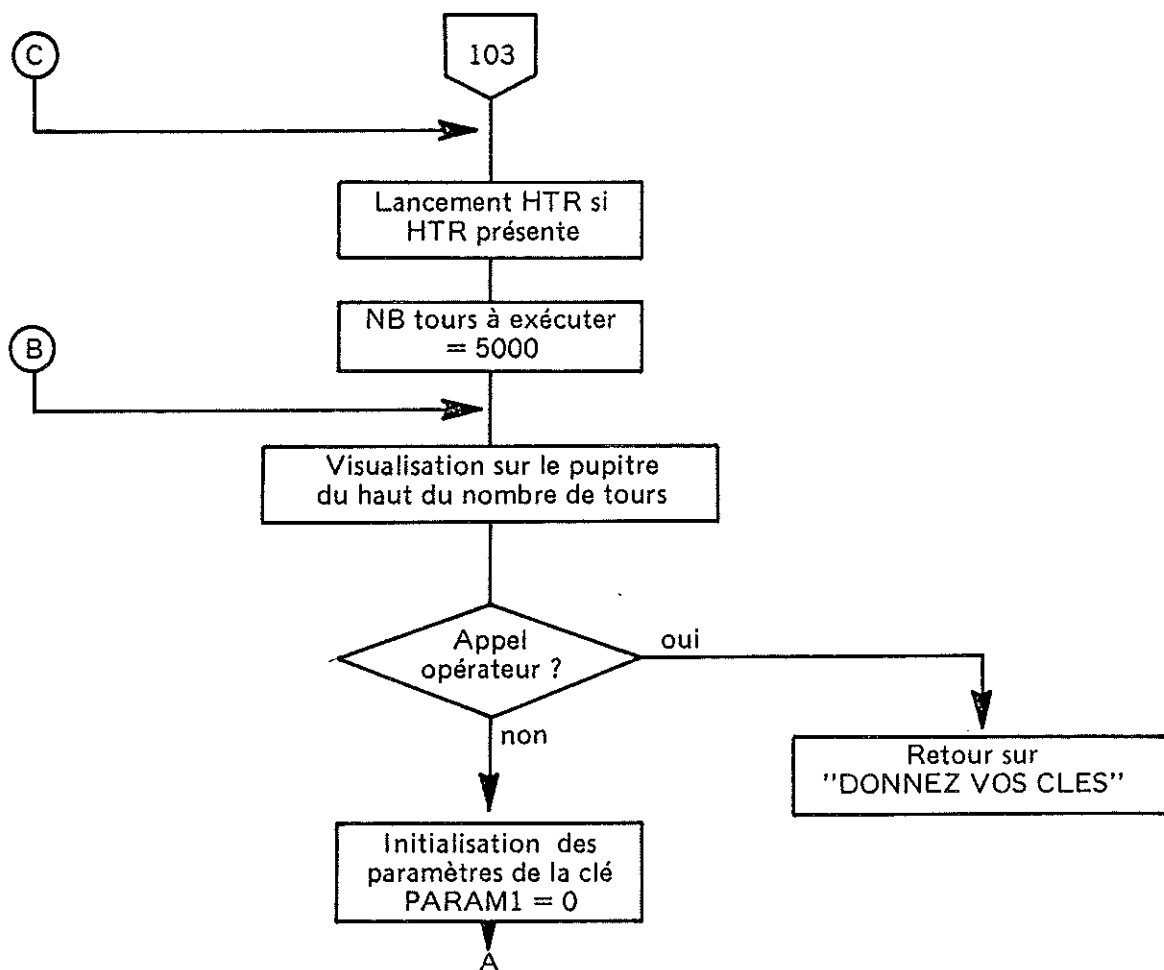 C
103
Lancement HTR si
HTR présente
NB tours à exécuter
= 5000
B
Visualisation sur le pupitre
du haut du nombre de tours
Appel
opérateur ?
oui
non
Retour sur
"DONNEZ VOS CLES"
Initialisation des
paramètres de la clé
PARAM1 = 0
A